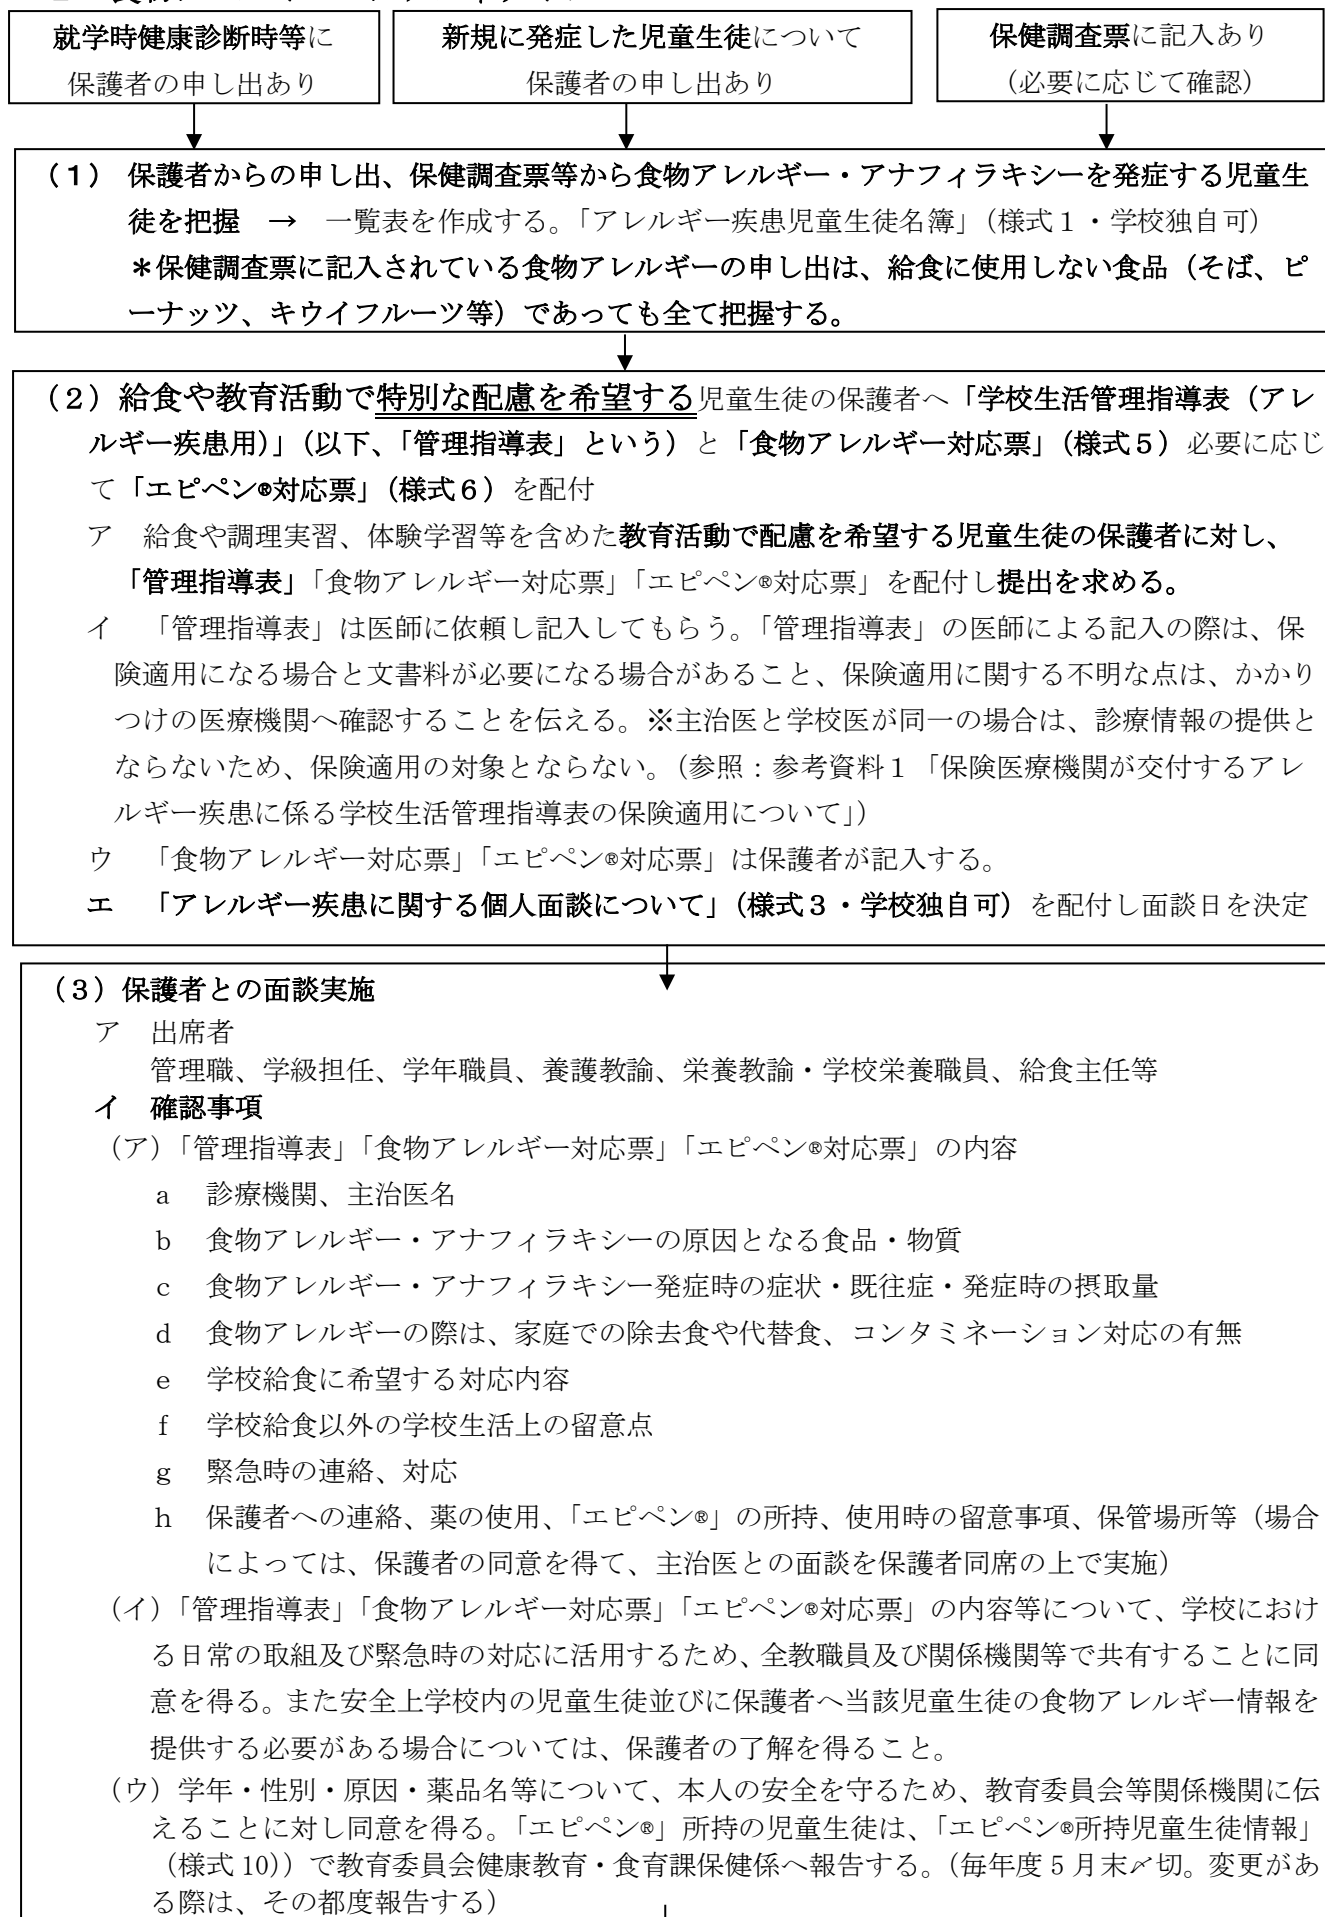 就学時健康診断時等に
保護者の申し出あり
新規に発症した児童生徒について
保護者の申し出あり
保健調査票に記入あり
（必要に応じて確認）
（１） 保護者からの申し出、保健調査票等から食物アレルギー・アナフィラキシーを発症する児童生
徒を把握　→　一覧表を作成する。「アレルギー疾患児童生徒名簿」（様式１・学校独自可）
＊保健調査票に記入されている食物アレルギーの申し出は、給食に使用しない食品（そば、ピ
ーナッツ、キウイフルーツ等）であっても全て把握する。
（２）給食や教育活動で特別な配慮を希望する児童生徒の保護者へ「学校生活管理指導表（アレ
ルギー疾患用）」（以下、「管理指導表」という）と「食物アレルギー対応票」（様式５）必要に応じ
て「エピペン®対応票」（様式６）を配付
ア　給食や調理実習、体験学習等を含めた教育活動で配慮を希望する児童生徒の保護者に対し、
「管理指導表」「食物アレルギー対応票」「エピペン®対応票」を配付し提出を求める。
イ　「管理指導表」は医師に依頼し記入してもらう。「管理指導表」の医師による記入の際は、保
険適用になる場合と文書料が必要になる場合があること、保険適用に関する不明な点は、かかり
つけの医療機関へ確認することを伝える。※主治医と学校医が同一の場合は、診療情報の提供と
ならないため、保険適用の対象とならない。（参照：参考資料１「保険医療機関が交付するアレ
ルギー疾患に係る学校生活管理指導表の保険適用について」）
ウ　「食物アレルギー対応票」「エピペン®対応票」は保護者が記入する。
エ　「アレルギー疾患に関する個人面談について」（様式３・学校独自可）を配付し面談日を決定
（３）保護者との面談実施
ア　出席者
管理職、学級担任、学年職員、養護教諭、栄養教諭・学校栄養職員、給食主任等
イ　確認事項
（ア）「管理指導表」「食物アレルギー対応票」「エピペン®対応票」の内容
a　診療機関、主治医名
b　食物アレルギー・アナフィラキシーの原因となる食品・物質
c　食物アレルギー・アナフィラキシー発症時の症状・既往症・発症時の摂取量
d　食物アレルギーの際は、家庭での除去食や代替食、コンタミネーション対応の有無
e　学校給食に希望する対応内容
f　学校給食以外の学校生活上の留意点
g　緊急時の連絡、対応
h　保護者への連絡、薬の使用、「エピペン®」の所持、使用時の留意事項、保管場所等（場合
によっては、保護者の同意を得て、主治医との面談を保護者同席の上で実施）
（イ）「管理指導表」「食物アレルギー対応票」「エピペン®対応票」の内容等について、学校におけ
る日常の取組及び緊急時の対応に活用するため、全教職員及び関係機関等で共有することに同
意を得る。また安全上学校内の児童生徒並びに保護者へ当該児童生徒の食物アレルギー情報を
提供する必要がある場合については、保護者の了解を得ること。
（ウ）学年・性別・原因・薬品名等について、本人の安全を守るため、教育委員会等関係機関に伝
えることに対し同意を得る。「エピペン®」所持の児童生徒は、「エピペン®所持児童生徒情報」
（様式 10））で教育委員会健康教育・食育課保健係へ報告する。（毎年度 5 月末〆切。変更があ
る際は、その都度報告する）